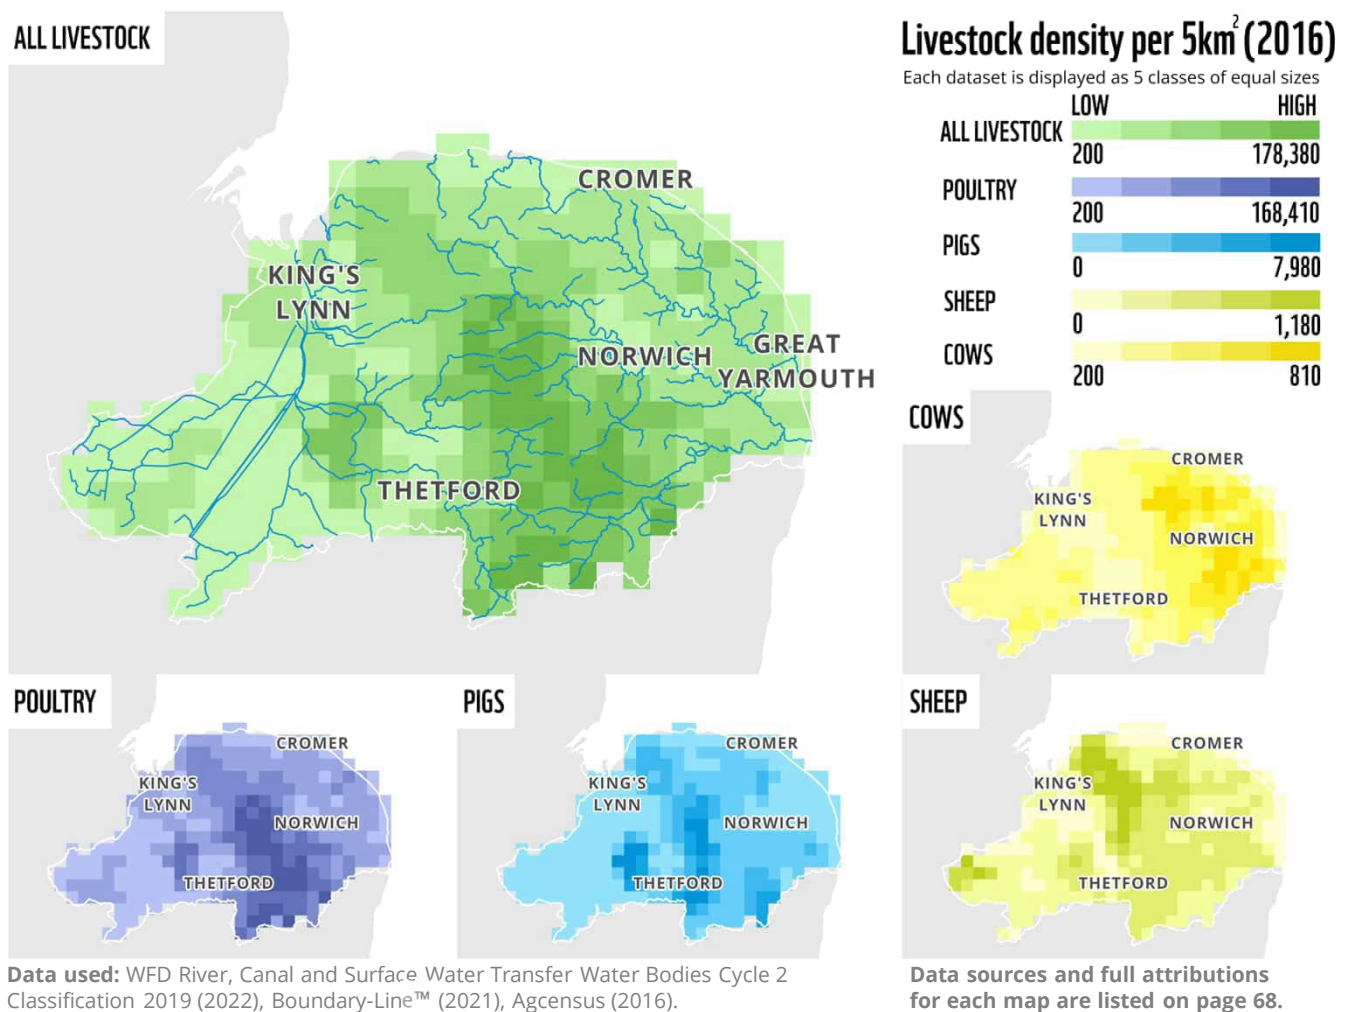 ALL LIVESTOCK
Livestock density per 5km² (2016)
Each dataset is displayed as 5 classes of equal sizes
LOW HIGH
ALL LIVESTOCK
200 178,380
POULTRY
200 168,410
PIGS
0 7,980
SHEEP
0 1,180
COWS
200 810
CROMER
KING'S
LYNN
NORWICH
GREAT
YARMOUTH
THETFORD
COWS
CROMER
KING'S
LYNN
NORWICH
THETFORD
POULTRY
CROMER
KING'S
LYNN
NORWICH
THETFORD
PIGS
CROMER
KING'S
LYNN
NORWICH
THETFORD
SHEEP
CROMER
KING'S
LYNN
NORWICH
THETFORD
Data used: WFD River, Canal and Surface Water Transfer Water Bodies Cycle 2
Classification 2019 (2022), Boundary-Line™ (2021), Agcensus (2016).
Data sources and full attributions
for each map are listed on page 68.